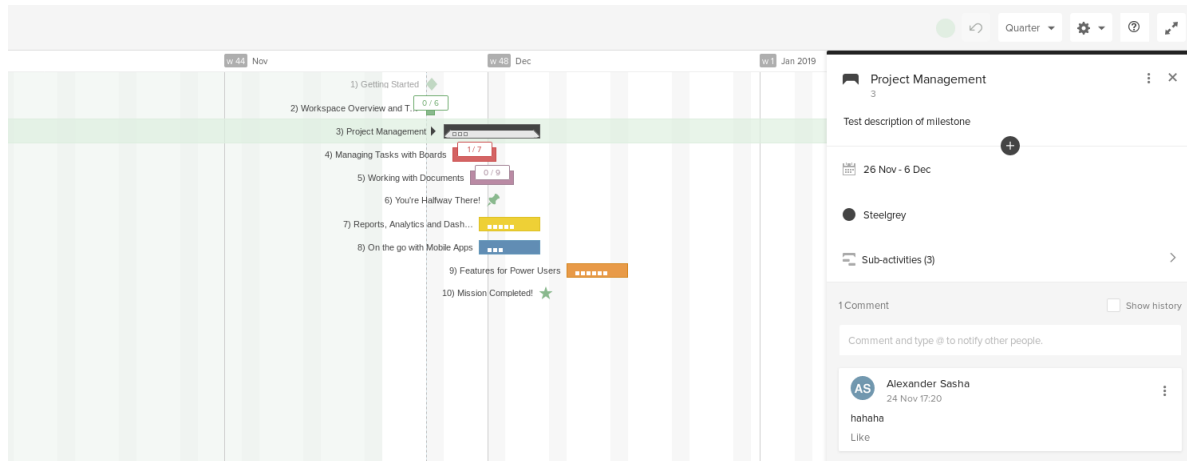 Quarter
w 44 Nov
w 48 Dec
w 1 Jan 2019
1) Getting Started
2) Workspace Overview and T...
0 / 6
3) Project Management
4) Managing Tasks with Boards
1 / 7
5) Working with Documents
0 / 9
6) You're Halfway There!
7) Reports, Analytics and Dash...
8) On the go with Mobile Apps
9) Features for Power Users
10) Mission Completed!
Project Management
3
Test description of milestone
26 Nov - 6 Dec
Steelgrey
Sub-activities (3)
1 Comment
Show history
Comment and type @ to notify other people.
AS
Alexander Sasha
24 Nov 17:20
hahaha
Like